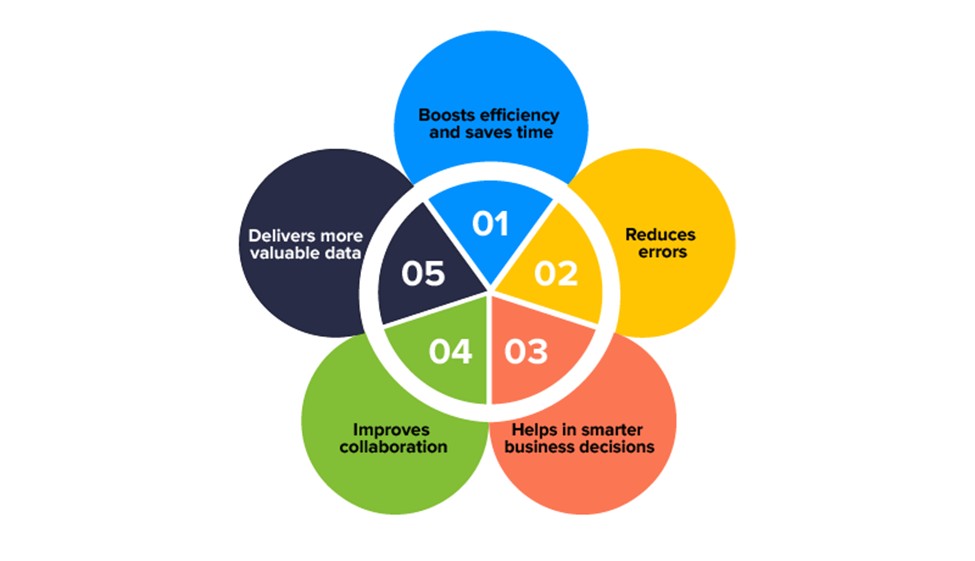 Boosts efficiency
and saves time
01
Reduces
errors
02
Helps in smarter
business decisions
03
Improves
collaboration
04
Delivers more
valuable data
05